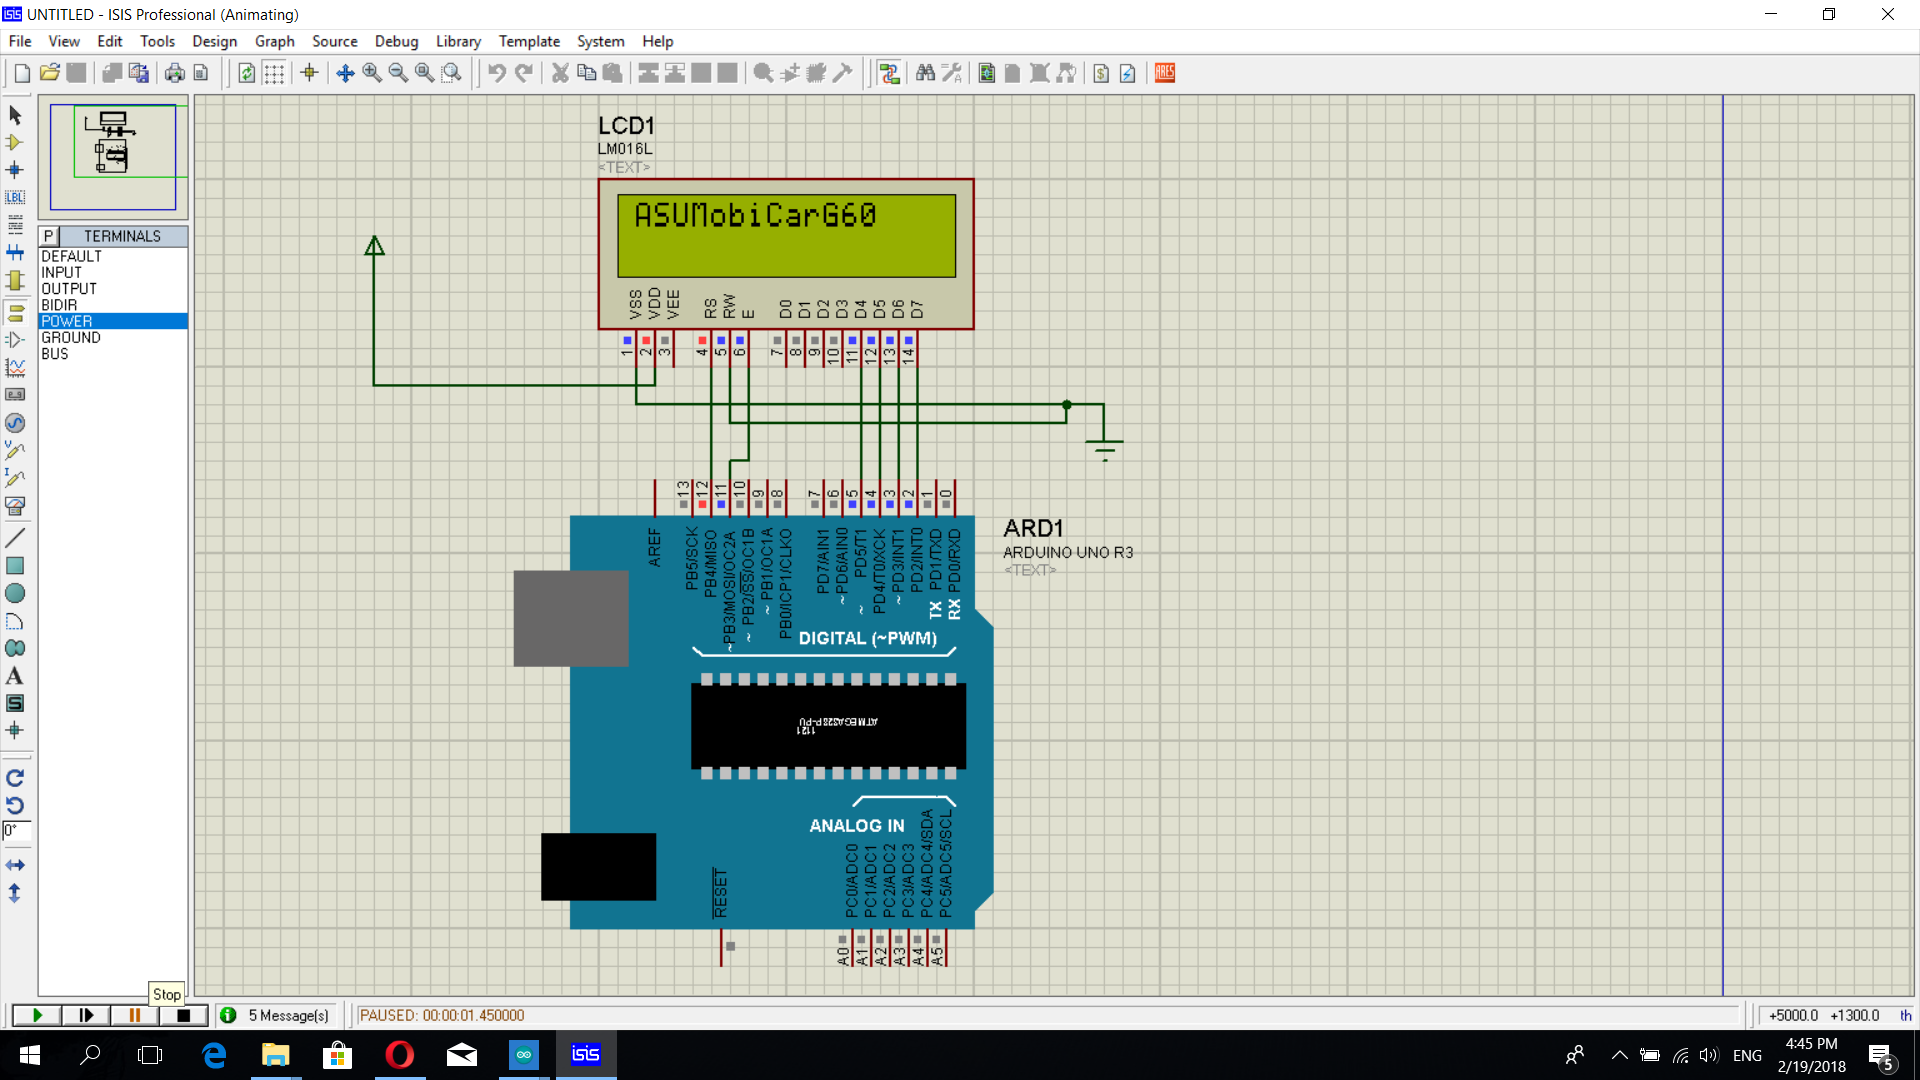 UNTITLED - ISIS Professional (Animating)
File View Edit Tools Design Graph Source Debug Library Template System Help
ARES
LBL
P TERMINALS
DEFAULT
INPUT
OUTPUT
BIDIR
POWER
GROUND
BUS
V
I
A
S
0°
LCD1
LM016L
<TEXT>
ASUMobiCarG60
VSS VDD VEE RS RW E D0 D1 D2 D3 D4 D5 D6 D7
1 2 3 4 5 6 7 8 9 10 11 12 13 14
13 12 11 10 9 8 7 6 5 4 3 2 1 0
ARD1
ARDUINO UNO R3
<TEXT>
AREF
PB5/SCK
PB4/MISO
~PB3/MOSI/OC2A
~ PB2/SS/OC1B
~ PB1/OC1A
PB0/ICP1/CLKO
PD7/AIN1
~ PD6/AIN0
~ PD5/T1
PD4/T0/XCK
~ PD3/INT1
PD2/INT0
TX PD1/TXD
RX PD0/RXD
DIGITAL (~PWM)
ATMEGA328P-PU
1121
ANALOG IN
RESET
PC0/ADC0
PC1/ADC1
PC2/ADC2
PC3/ADC3
PC4/ADC4/SDA
PC5/ADC5/SCL
A0 A1 A2 A3 A4 A5
Stop
5 Message(s)
PAUSED: 00:00:01.450000
+5000.0 +1300.0 th
isis
ENG
4:45 PM
2/19/2018
5